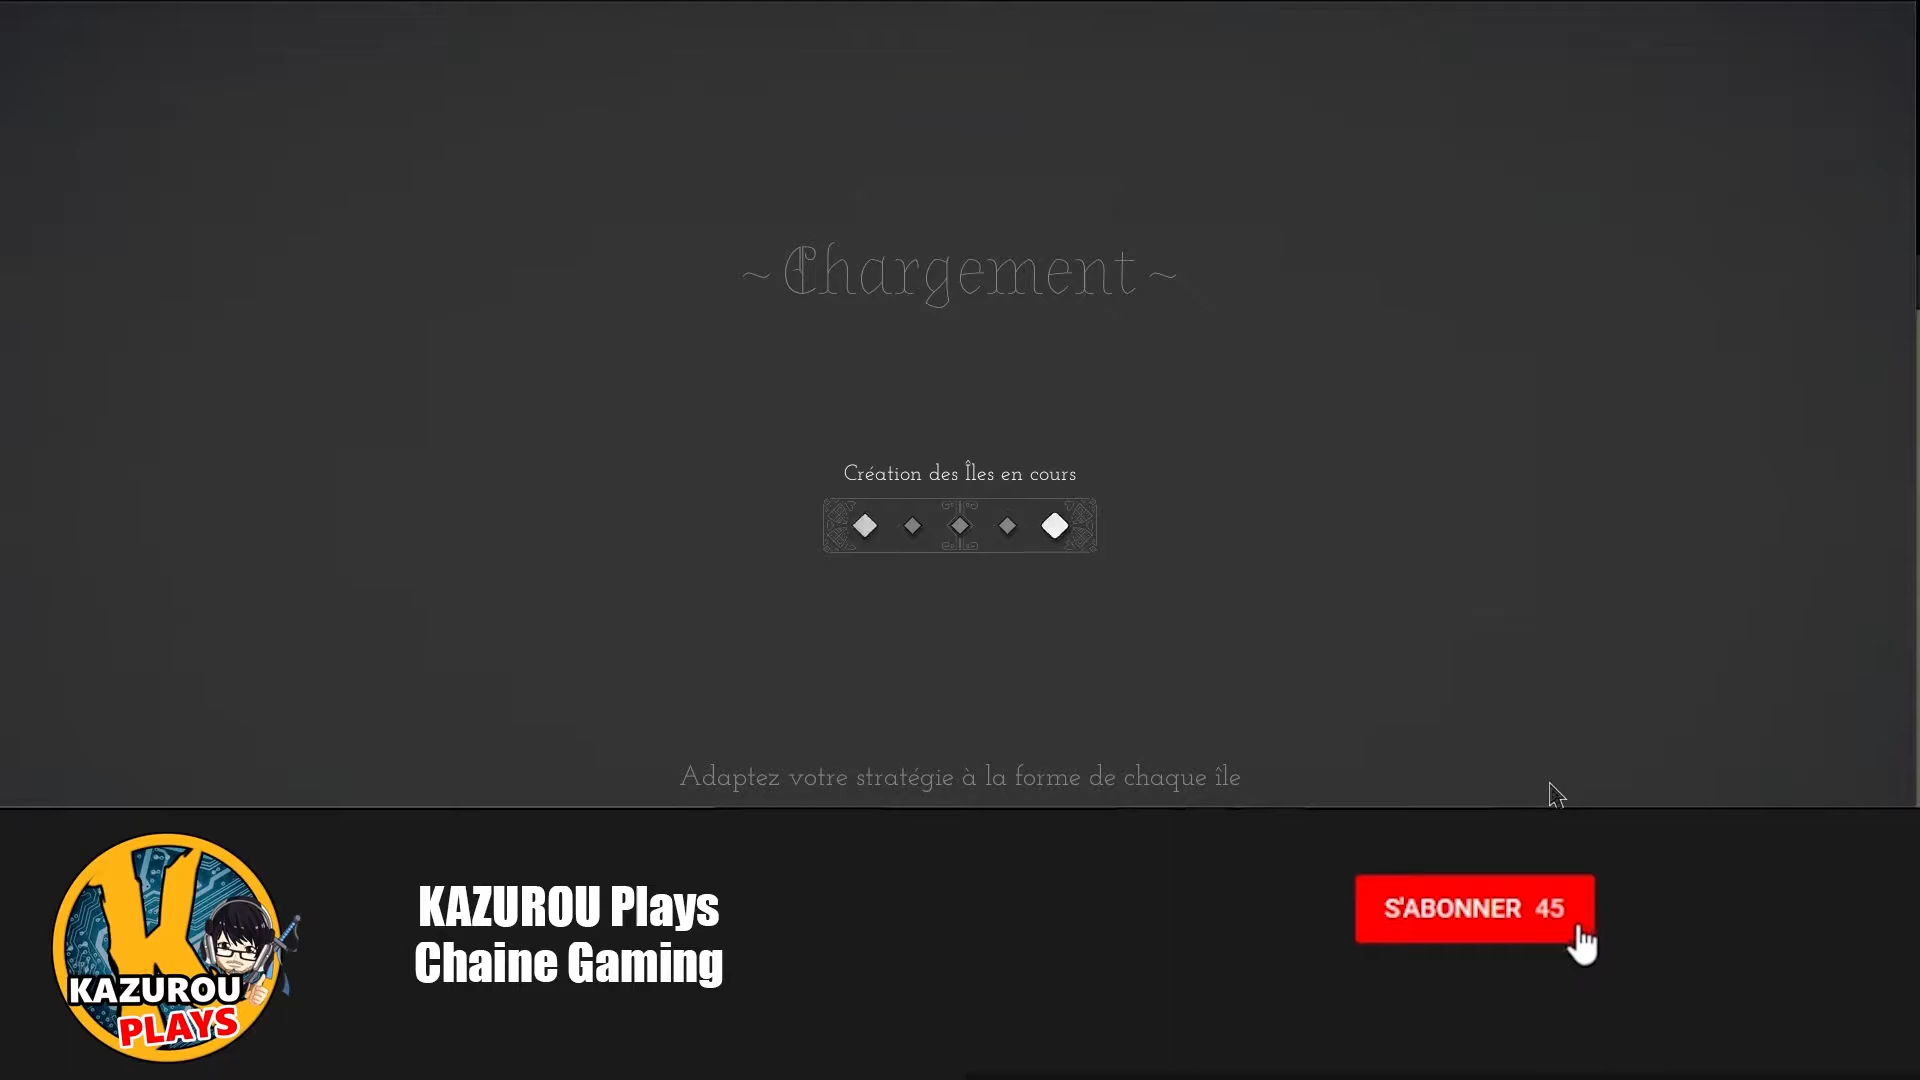 ~ Chargement ~
Création des Îles en cours
Adaptez votre stratégie à la forme de chaque île
KAZUROU Plays
Chaine Gaming
S'ABONNER 45
K
KAZUROU
PLAYS